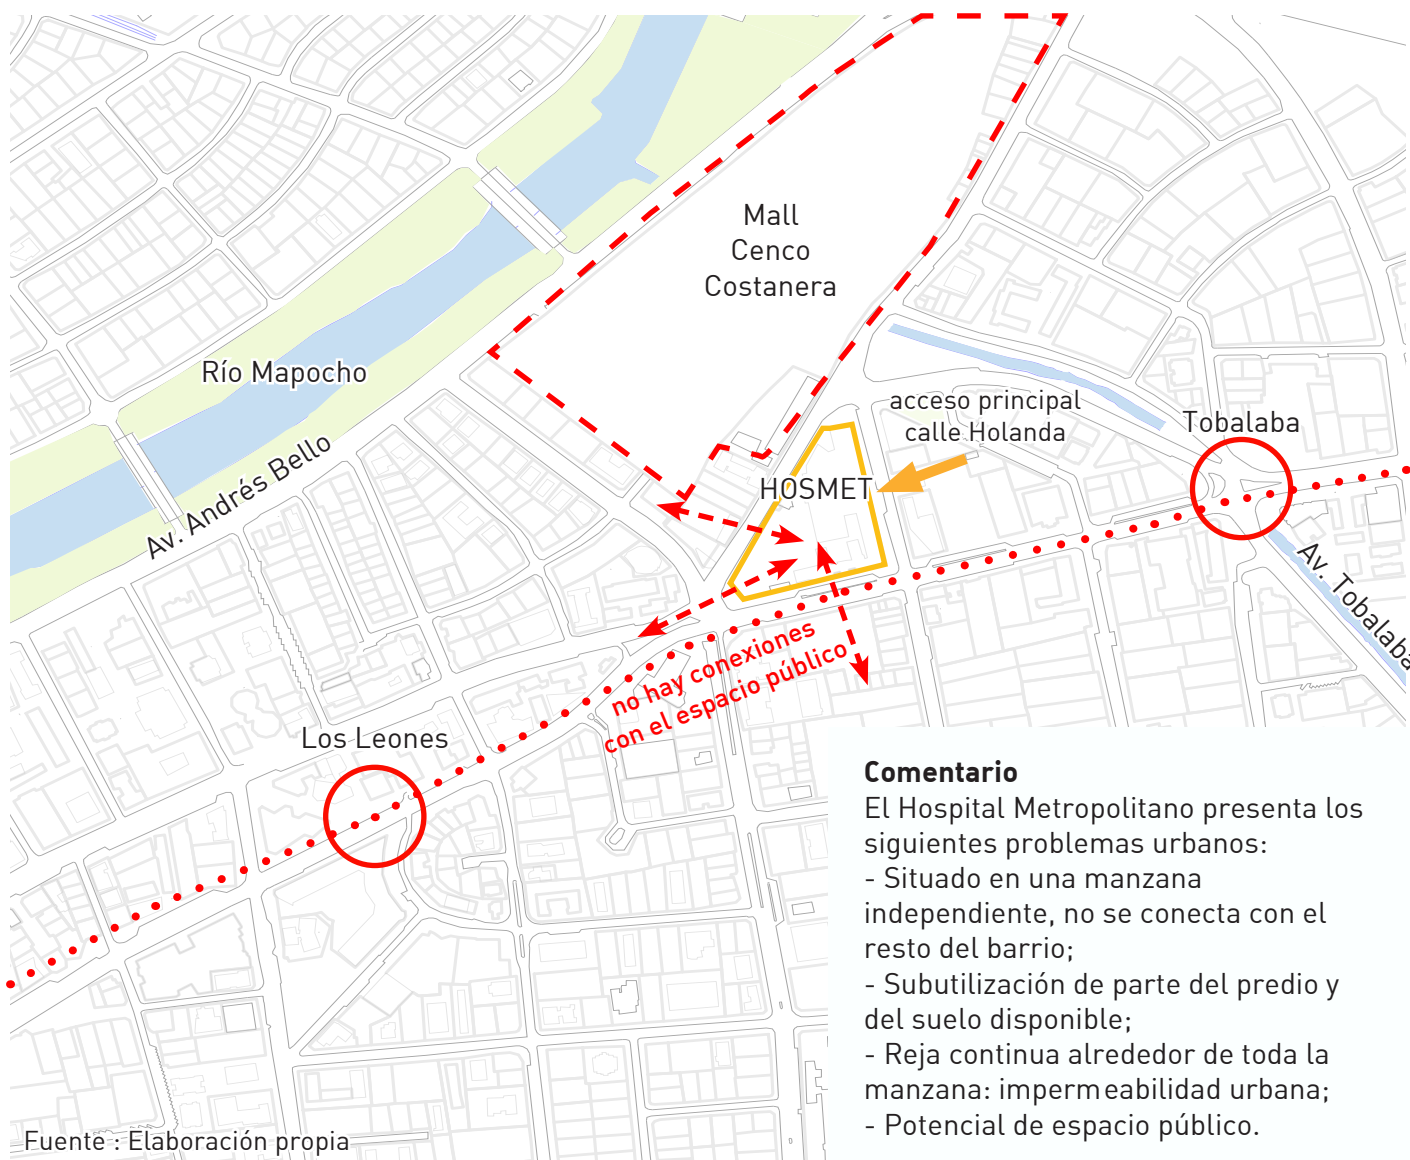 Mall
Cenco
Costanera
Río Mapocho
acceso principal
calle Holanda
Tobalaba
Av. Andrés Bello
HOSMET
Av. Tobalaba
no hay conexiones
con el espacio público
Los Leones
Comentario
El Hospital Metropolitano presenta los
siguientes problemas urbanos:
- Situado en una manzana
independiente, no se conecta con el
resto del barrio;
- Subutilización de parte del predio y
del suelo disponible;
- Reja continua alrededor de toda la
manzana: impermeabilidad urbana;
- Potencial de espacio público.
Fuente : Elaboración propia